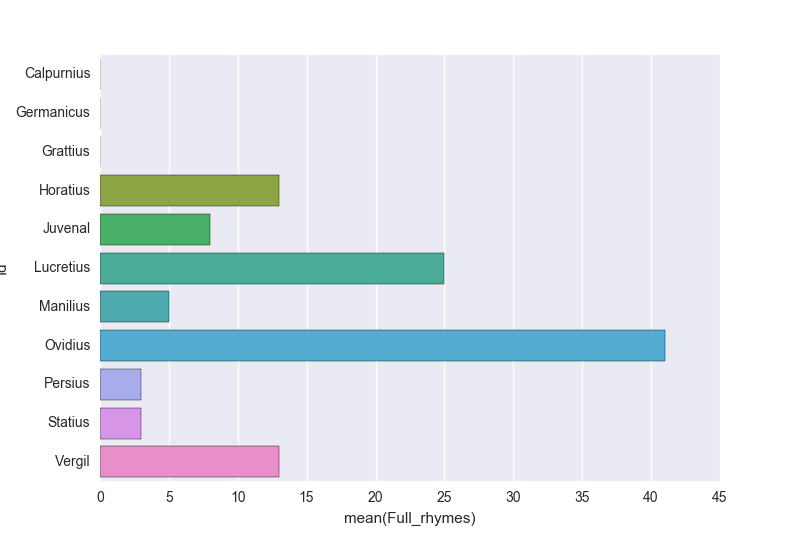 Calpurnius
Germanicus
Grattius
Horatius
Juvenal
Lucretius
Manilius
Ovidius
Persius
Statius
Vergil
0 5 10 15 20 25 30 35 40 45
mean(Full_rhymes)